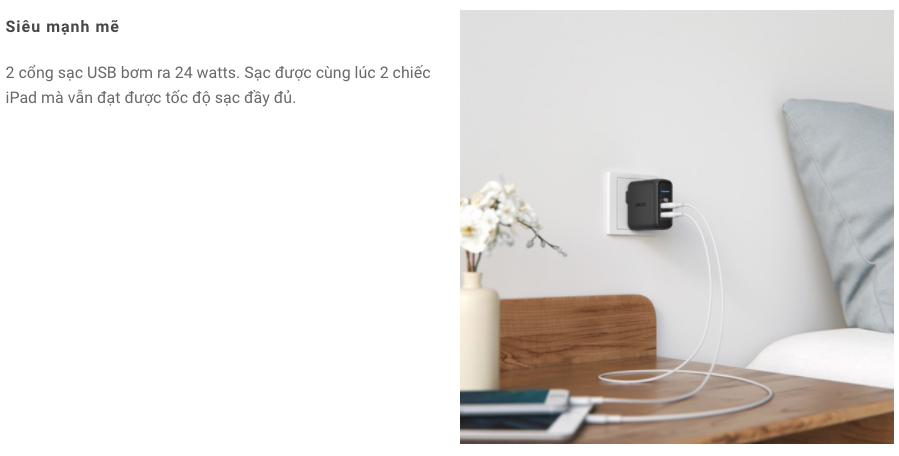 Siêu mạnh mẽ
2 cổng sạc USB bơm ra 24 watts. Sạc được cùng lúc 2 chiếc
iPad mà vẫn đạt được tốc độ sạc đầy đủ.